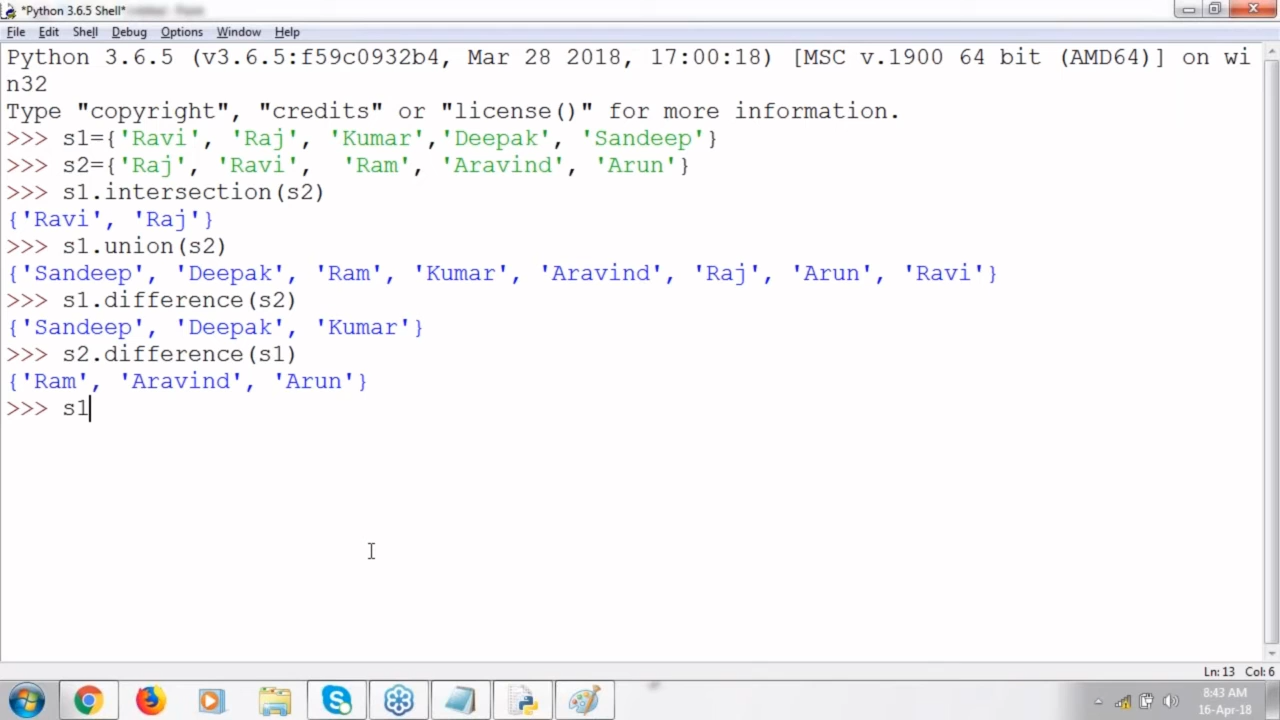 *Python 3.6.5 Shell*
File Edit Shell Debug Options Window Help
Python 3.6.5 (v3.6.5:f59c0932b4, Mar 28 2018, 17:00:18) [MSC v.1900 64 bit (AMD64)] on wi
n32
Type "copyright", "credits" or "license()" for more information.
>>> s1={'Ravi', 'Raj', 'Kumar','Deepak', 'Sandeep'}
>>> s2={'Raj', 'Ravi',  'Ram', 'Aravind', 'Arun'}
>>> s1.intersection(s2)
{'Ravi', 'Raj'}
>>> s1.union(s2)
{'Sandeep', 'Deepak', 'Ram', 'Kumar', 'Aravind', 'Raj', 'Arun', 'Ravi'}
>>> s1.difference(s2)
{'Sandeep', 'Deepak', 'Kumar'}
>>> s2.difference(s1)
{'Ram', 'Aravind', 'Arun'}
>>> s1
Ln: 13 Col: 6
8:43 AM
16-Apr-18